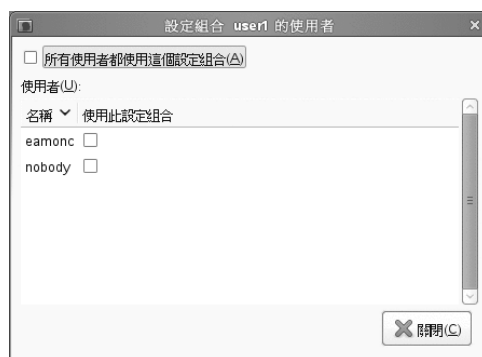 設定組合 user1 的使用者
所有使用者都使用這個設定組合(A)
使用者(U):
名稱 使用此設定組合
eamonc
nobody
關閉(C)